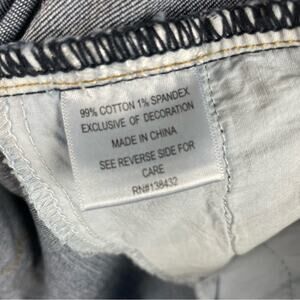 99% COTTON 1% SPANDEX
EXCLUSIVE OF DECORATION
MADE IN CHINA
SEE REVERSE SIDE FOR
CARE
RN#138432